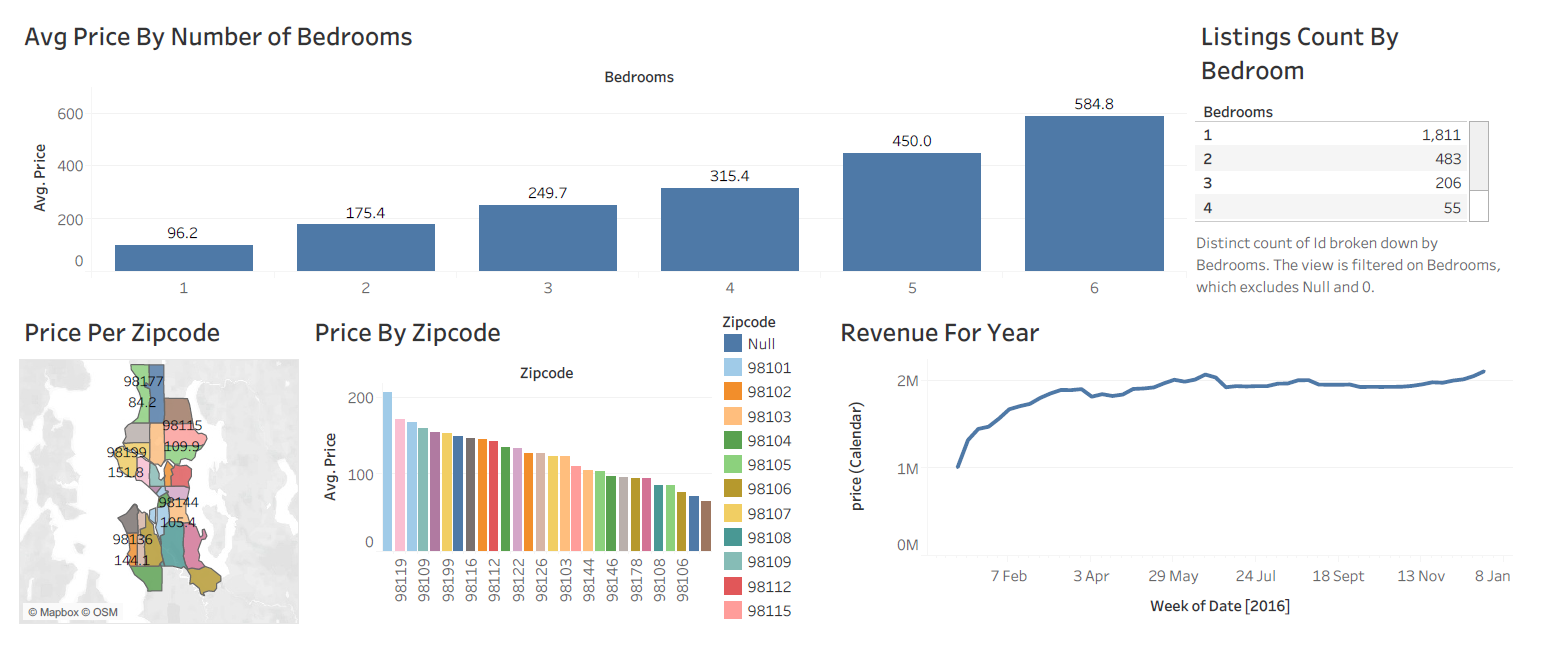 Avg Price By Number of Bedrooms
Bedrooms
Avg. Price
600
400
200
0
96.2
175.4
249.7
315.4
450.0
584.8
1
2
3
4
5
6
Listings Count By
Bedroom
Bedrooms
1 1,811
2 483
3 206
4 55
Distinct count of Id broken down by
Bedrooms. The view is filtered on Bedrooms,
which excludes Null and 0.
Price Per Zipcode
98177
84.2
98115
109.9
98199
151.8
98144
105.4
98136
144.1
© Mapbox © OSM
Price By Zipcode
Zipcode
Avg. Price
200
100
0
98119
98109
98199
98116
98112
98122
98126
98103
98144
98146
98178
98108
98106
Zipcode
Null
98101
98102
98103
98104
98105
98106
98107
98108
98109
98112
98115
Revenue For Year
price (Calendar)
2M
1M
0M
7 Feb
3 Apr
29 May
24 Jul
18 Sept
13 Nov
8 Jan
Week of Date [2016]